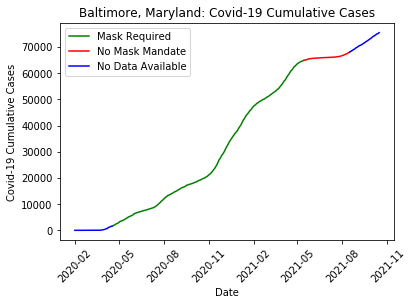 Baltimore, Maryland: Covid-19 Cumulative Cases
Mask Required
No Mask Mandate
No Data Available
Covid-19 Cumulative Cases
70000
60000
50000
40000
30000
20000
10000
0
2020-02
2020-05
2020-08
2020-11
2021-02
2021-05
2021-08
2021-11
Date